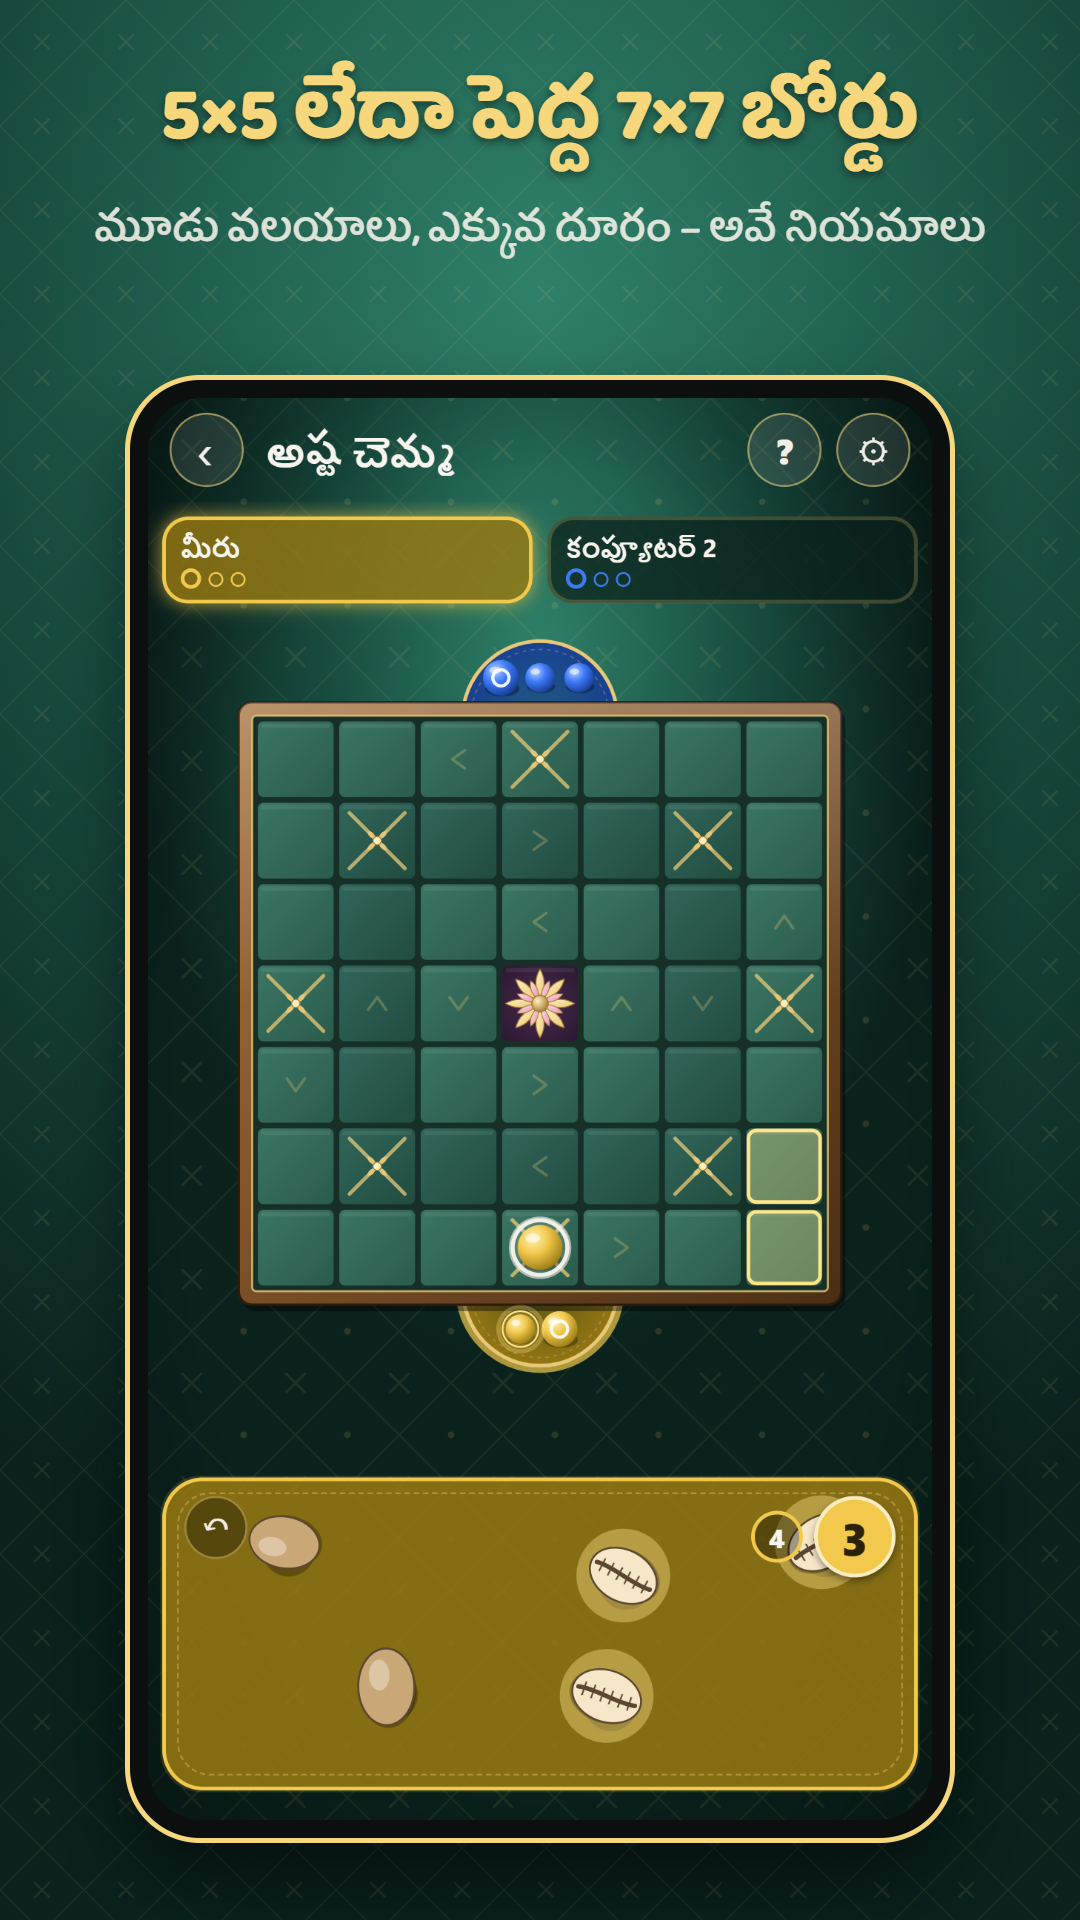 5×5 లేదా పెద్ద 7×7 బోర్డు
మూడు వలయాలు, ఎక్కువ దూరం – అవే నియమాలు
‹ అష్ట చెమ్మ ?
మీరు
కంప్యూటర్ 2
4 3